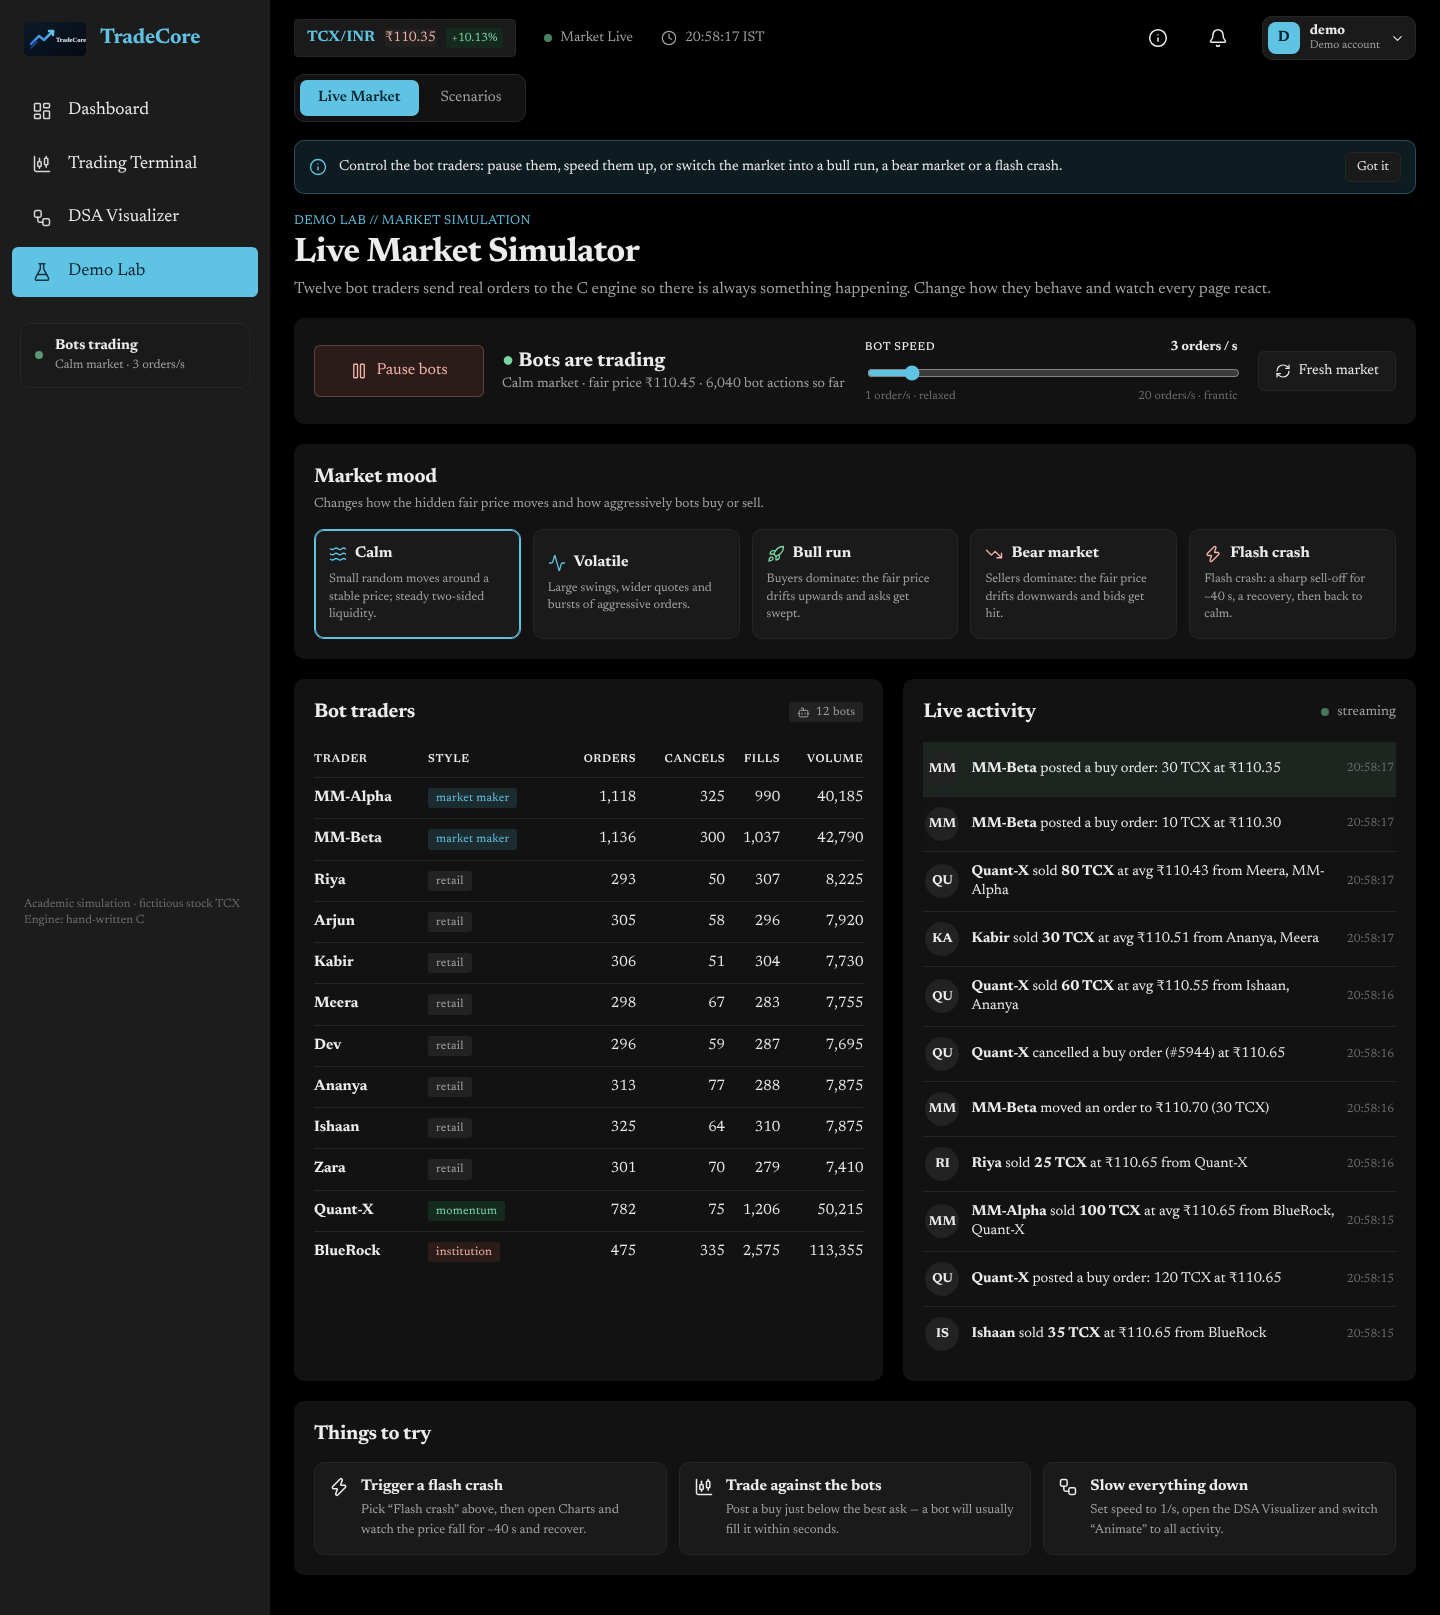 TradeCore
TradeCore
Dashboard
Trading Terminal
DSA Visualizer
Demo Lab
Bots trading
Calm market · 3 orders/s
Academic simulation · fictitious stock TCX
Engine: hand-written C
TCX/INR ₹110.35 +10.13%
Market Live
20:58:17 IST
D
demo
Demo account
Live Market
Scenarios
Control the bot traders: pause them, speed them up, or switch the market into a bull run, a bear market or a flash crash.
Got it
DEMO LAB // MARKET SIMULATION
Live Market Simulator
Twelve bot traders send real orders to the C engine so there is always something happening. Change how they behave and watch every page react.
Pause bots
Bots are trading
Calm market · fair price ₹110.45 · 6,040 bot actions so far
BOT SPEED 3 orders / s
1 order/s · relaxed 20 orders/s · frantic
Fresh market
Market mood
Changes how the hidden fair price moves and how aggressively bots buy or sell.
Calm
Small random moves around a
stable price; steady two-sided
liquidity.
Volatile
Large swings, wider quotes and
bursts of aggressive orders.
Bull run
Buyers dominate: the fair price
drifts upwards and asks get
swept.
Bear market
Sellers dominate: the fair price
drifts downwards and bids get
hit.
Flash crash
Flash crash: a sharp sell-off for
~40 s, a recovery, then back to
calm.
Bot traders
12 bots
TRADER STYLE ORDERS CANCELS FILLS VOLUME
MM-Alpha market maker 1,118 325 990 40,185
MM-Beta market maker 1,136 300 1,037 42,790
Riya retail 293 50 307 8,225
Arjun retail 305 58 296 7,920
Kabir retail 306 51 304 7,730
Meera retail 298 67 283 7,755
Dev retail 296 59 287 7,695
Ananya retail 313 77 288 7,875
Ishaan retail 325 64 310 7,875
Zara retail 301 70 279 7,410
Quant-X momentum 782 75 1,206 50,215
BlueRock institution 475 335 2,575 113,355
Live activity
streaming
MM MM-Beta posted a buy order: 30 TCX at ₹110.35 20:58:17
MM MM-Beta posted a buy order: 10 TCX at ₹110.30 20:58:17
QU Quant-X sold 80 TCX at avg ₹110.43 from Meera, MM-
Alpha 20:58:17
KA Kabir sold 30 TCX at avg ₹110.51 from Ananya, Meera 20:58:17
QU Quant-X sold 60 TCX at avg ₹110.55 from Ishaan,
Ananya 20:58:16
QU Quant-X cancelled a buy order (#5944) at ₹110.65 20:58:16
MM MM-Beta moved an order to ₹110.70 (30 TCX) 20:58:16
RI Riya sold 25 TCX at ₹110.65 from Quant-X 20:58:16
MM MM-Alpha sold 100 TCX at avg ₹110.65 from BlueRock,
Quant-X 20:58:15
QU Quant-X posted a buy order: 120 TCX at ₹110.65 20:58:15
IS Ishaan sold 35 TCX at ₹110.65 from BlueRock 20:58:15
Things to try
Trigger a flash crash
Pick “Flash crash” above, then open Charts and
watch the price fall for ~40 s and recover.
Trade against the bots
Post a buy just below the best ask — a bot will usually
fill it within seconds.
Slow everything down
Set speed to 1/s, open the DSA Visualizer and switch
“Animate” to all activity.